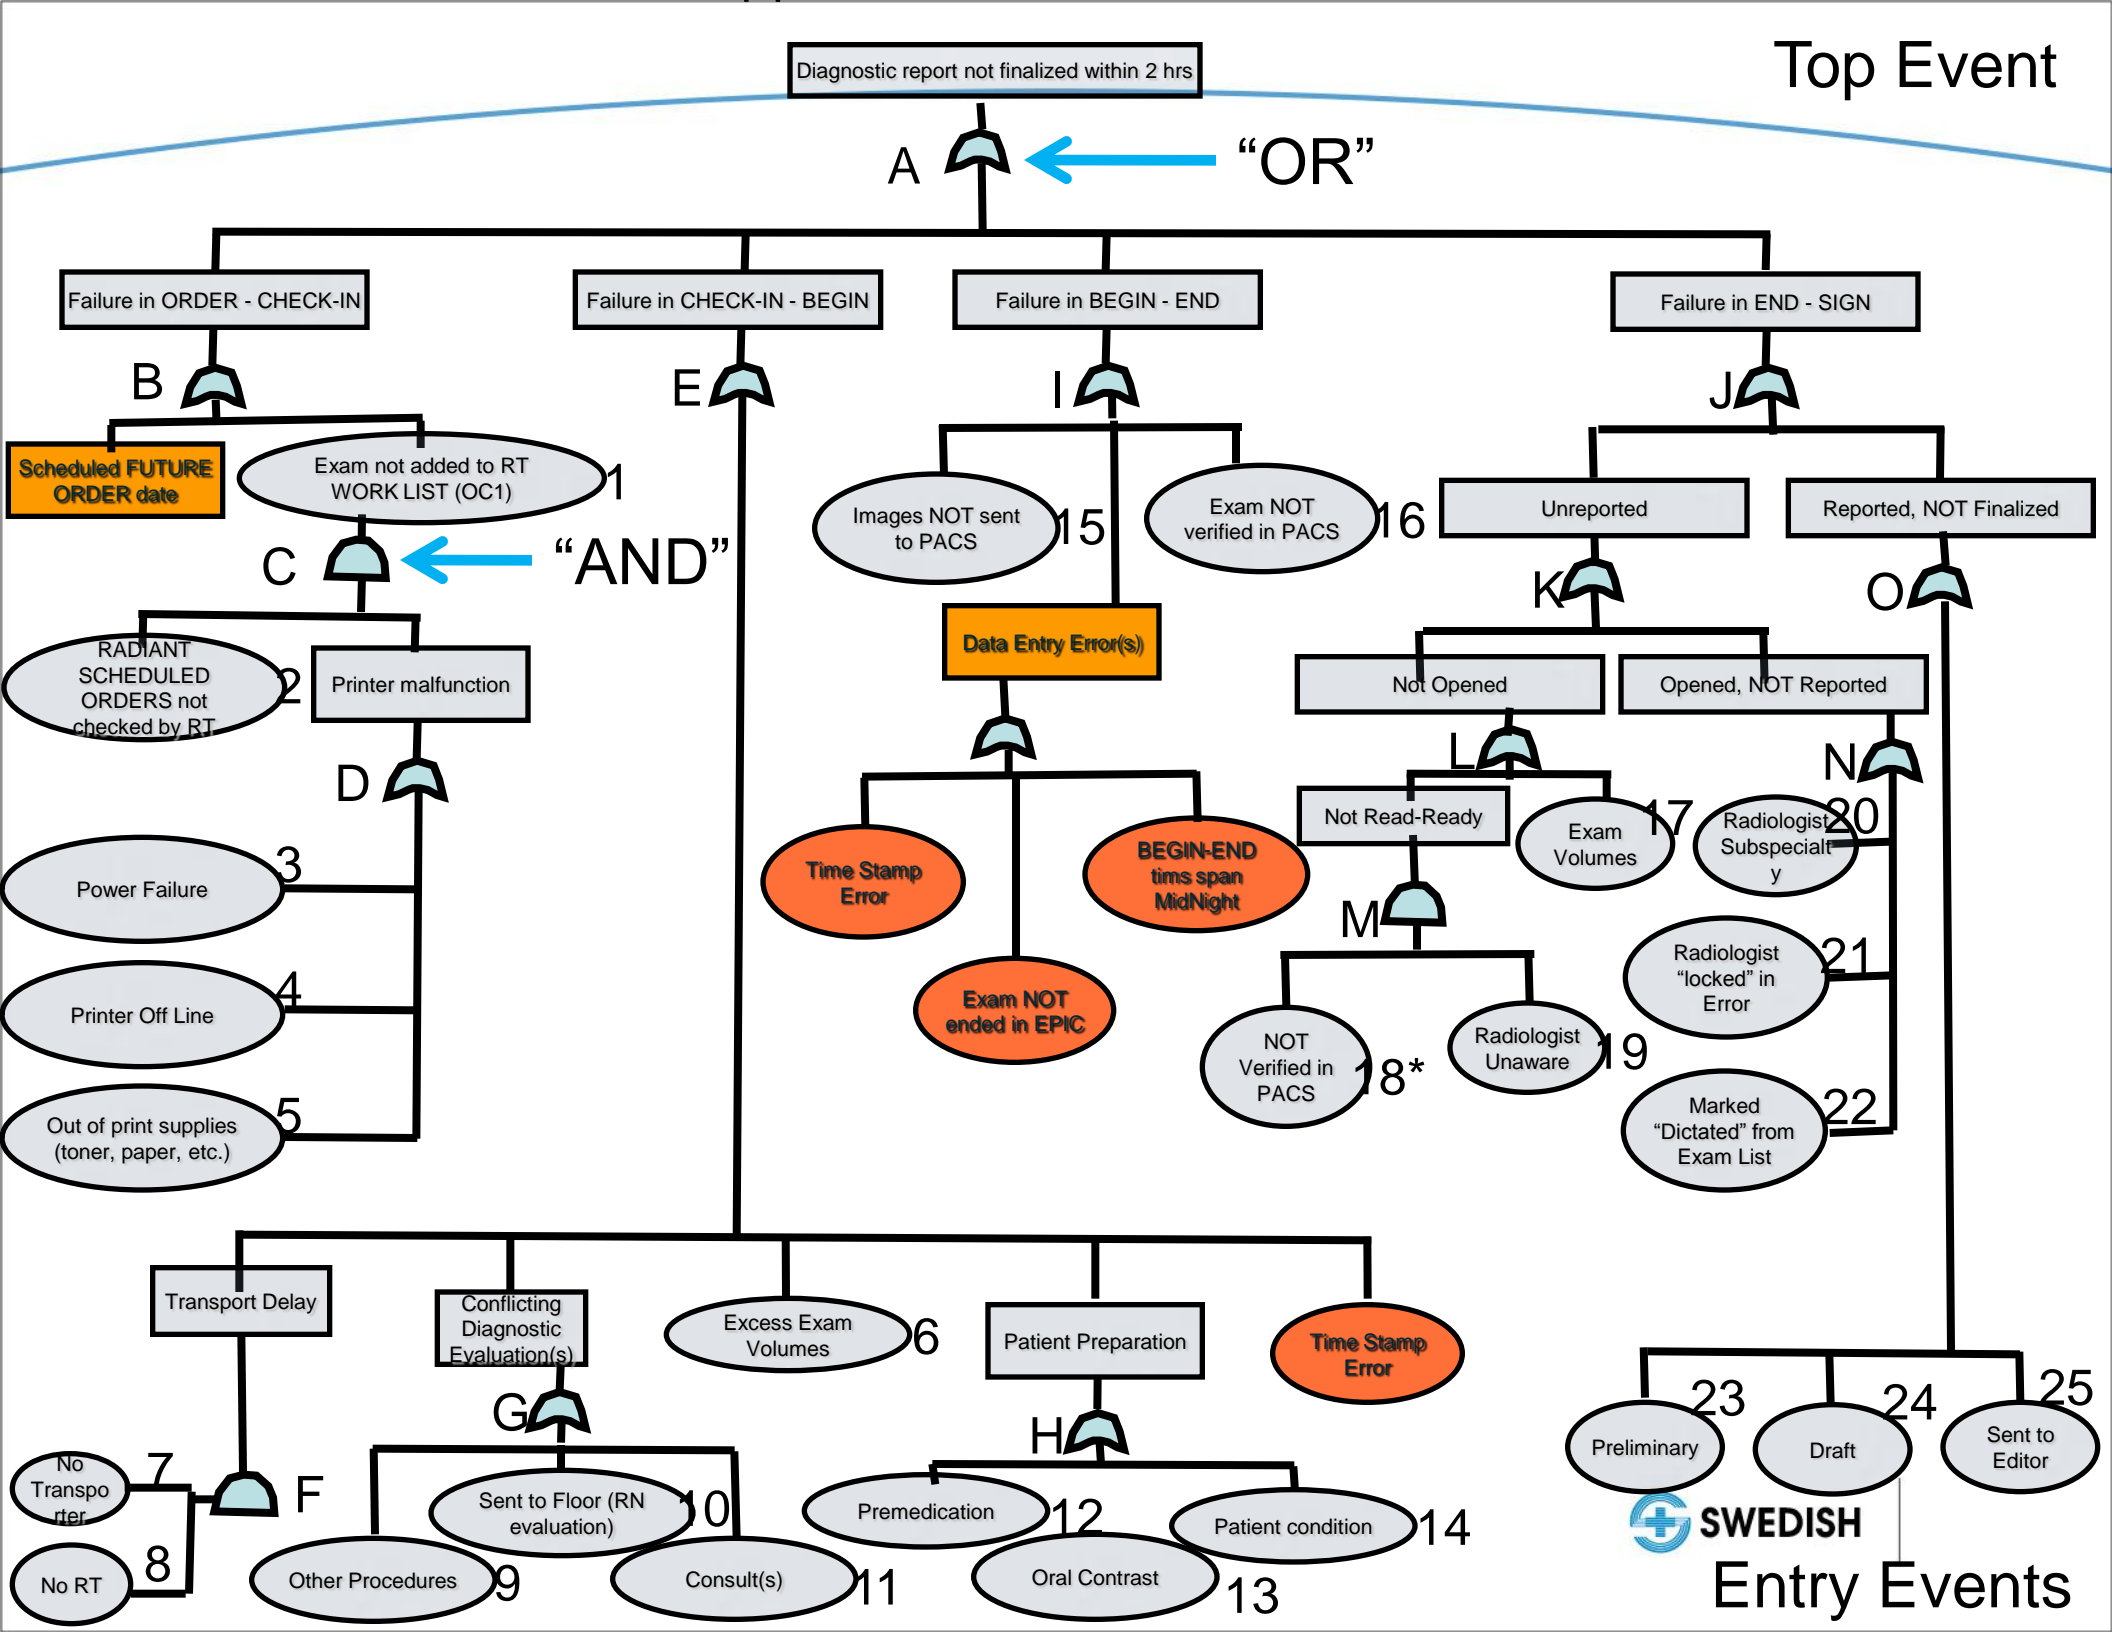 Top Event
Diagnostic report not finalized within 2 hrs
A
“OR”
Failure in ORDER - CHECK-IN
Failure in CHECK-IN - BEGIN
Failure in BEGIN - END
Failure in END - SIGN
B
E
I
J
Scheduled FUTURE
ORDER date
Exam not added to RT
WORK LIST (OC1)
1
Images NOT sent
to PACS
15
Exam NOT
verified in PACS
16
Unreported
Reported, NOT Finalized
C
“AND”
K
O
RADIANT
SCHEDULED
ORDERS not
checked by RT
2
Printer malfunction
Data Entry Error(s)
Not Opened
Opened, NOT Reported
D
L
N
Not Read-Ready
Exam
Volumes
17
Radiologist
Subspecialt
y
20
Power Failure
3
Time Stamp
Error
BEGIN-END
tims span
MidNight
M
Radiologist
“locked” in
Error
21
Printer Off Line
4
Exam NOT
ended in EPIC
NOT
Verified in
PACS
18*
Radiologist
Unaware
19
Out of print supplies
(toner, paper, etc.)
5
Marked
“Dictated” from
Exam List
22
Transport Delay
Conflicting
Diagnostic
Evaluation(s)
Excess Exam
Volumes
6
Patient Preparation
Time Stamp
Error
G
H
23
24
25
Preliminary
Draft
Sent to
Editor
No
Transpo
rter
7
F
Sent to Floor (RN
evaluation)
10
Premedication
12
Patient condition
14
SWEDISH
No RT
8
Other Procedures
9
Consult(s)
11
Oral Contrast
13
Entry Events